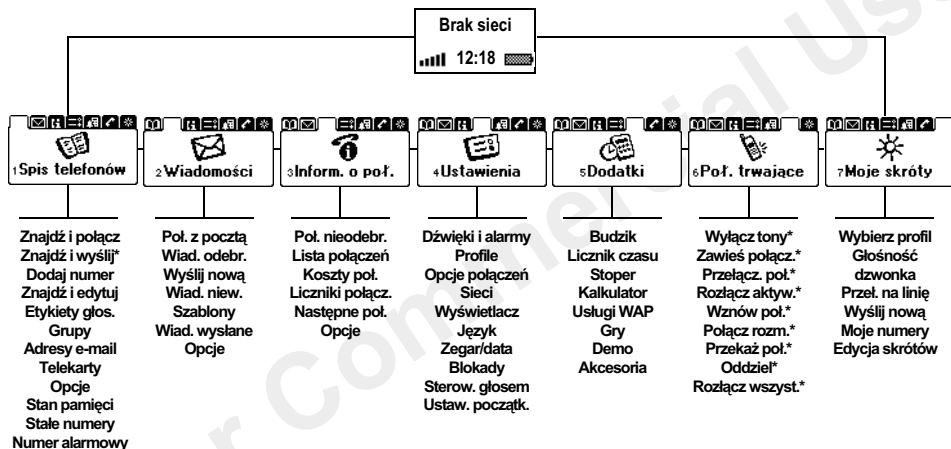 Brak sieci
12:18
1Spis telefonów
2Wiadomości
3Inform. o poł.
4Ustawienia
5Dodatki
6Poł. trwające
7Moje skróty
Znajdź i połącz
Znajdź i wyślij*
Dodaj numer
Znajdź i edytuj
Etykiety głos.
Grupy
Adresy e-mail
Telekarty
Opcje
Stan pamięci
Stałe numery
Numer alarmowy
Poł. z pocztą
Wiad. odebr.
Wyślij nową
Wiad. niew.
Szablony
Wiad. wysłane
Opcje
Poł. nieodebr.
Lista połączeń
Koszty poł.
Liczniki połącz.
Następne poł.
Opcje
Dźwięki i alarmy
Profile
Opcje połączeń
Sieci
Wyświetlacz
Język
Zegar/data
Blokady
Sterow. głosem
Ustaw. początk.
Budzik
Licznik czasu
Stoper
Kalkulator
Usługi WAP
Gry
Demo
Akcesoria
Wyłącz tony*
Zawieś połącz.*
Przełącz. poł.*
Rozłącz aktyw.*
Wznów poł.*
Połącz rozm.*
Przekaż poł.*
Oddziel*
Rozłącz wszyst.*
Wybierz profil
Głośność
dzwonka
Przeł. na linię
Wyślij nową
Moje numery
Edycja skrótów
r Commercial Us